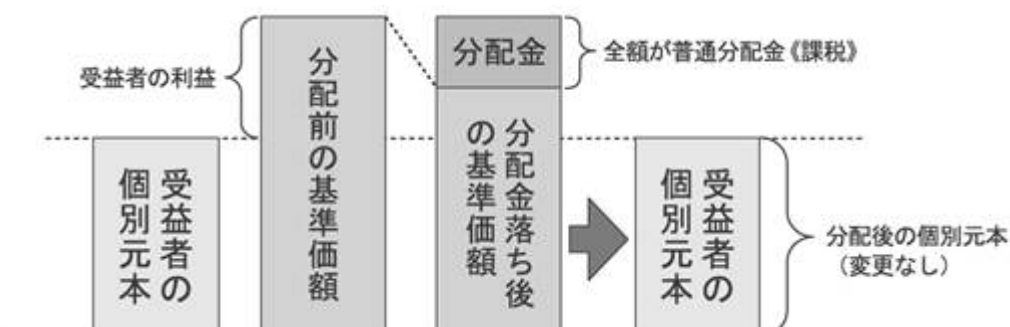 受益者の利益
分配前の基準価額
分配金
全額が普通分配金《課税》
受益者の
個別元本
分配金落ち後
の基準価額
受益者の
個別元本
分配後の個別元本
（変更なし）